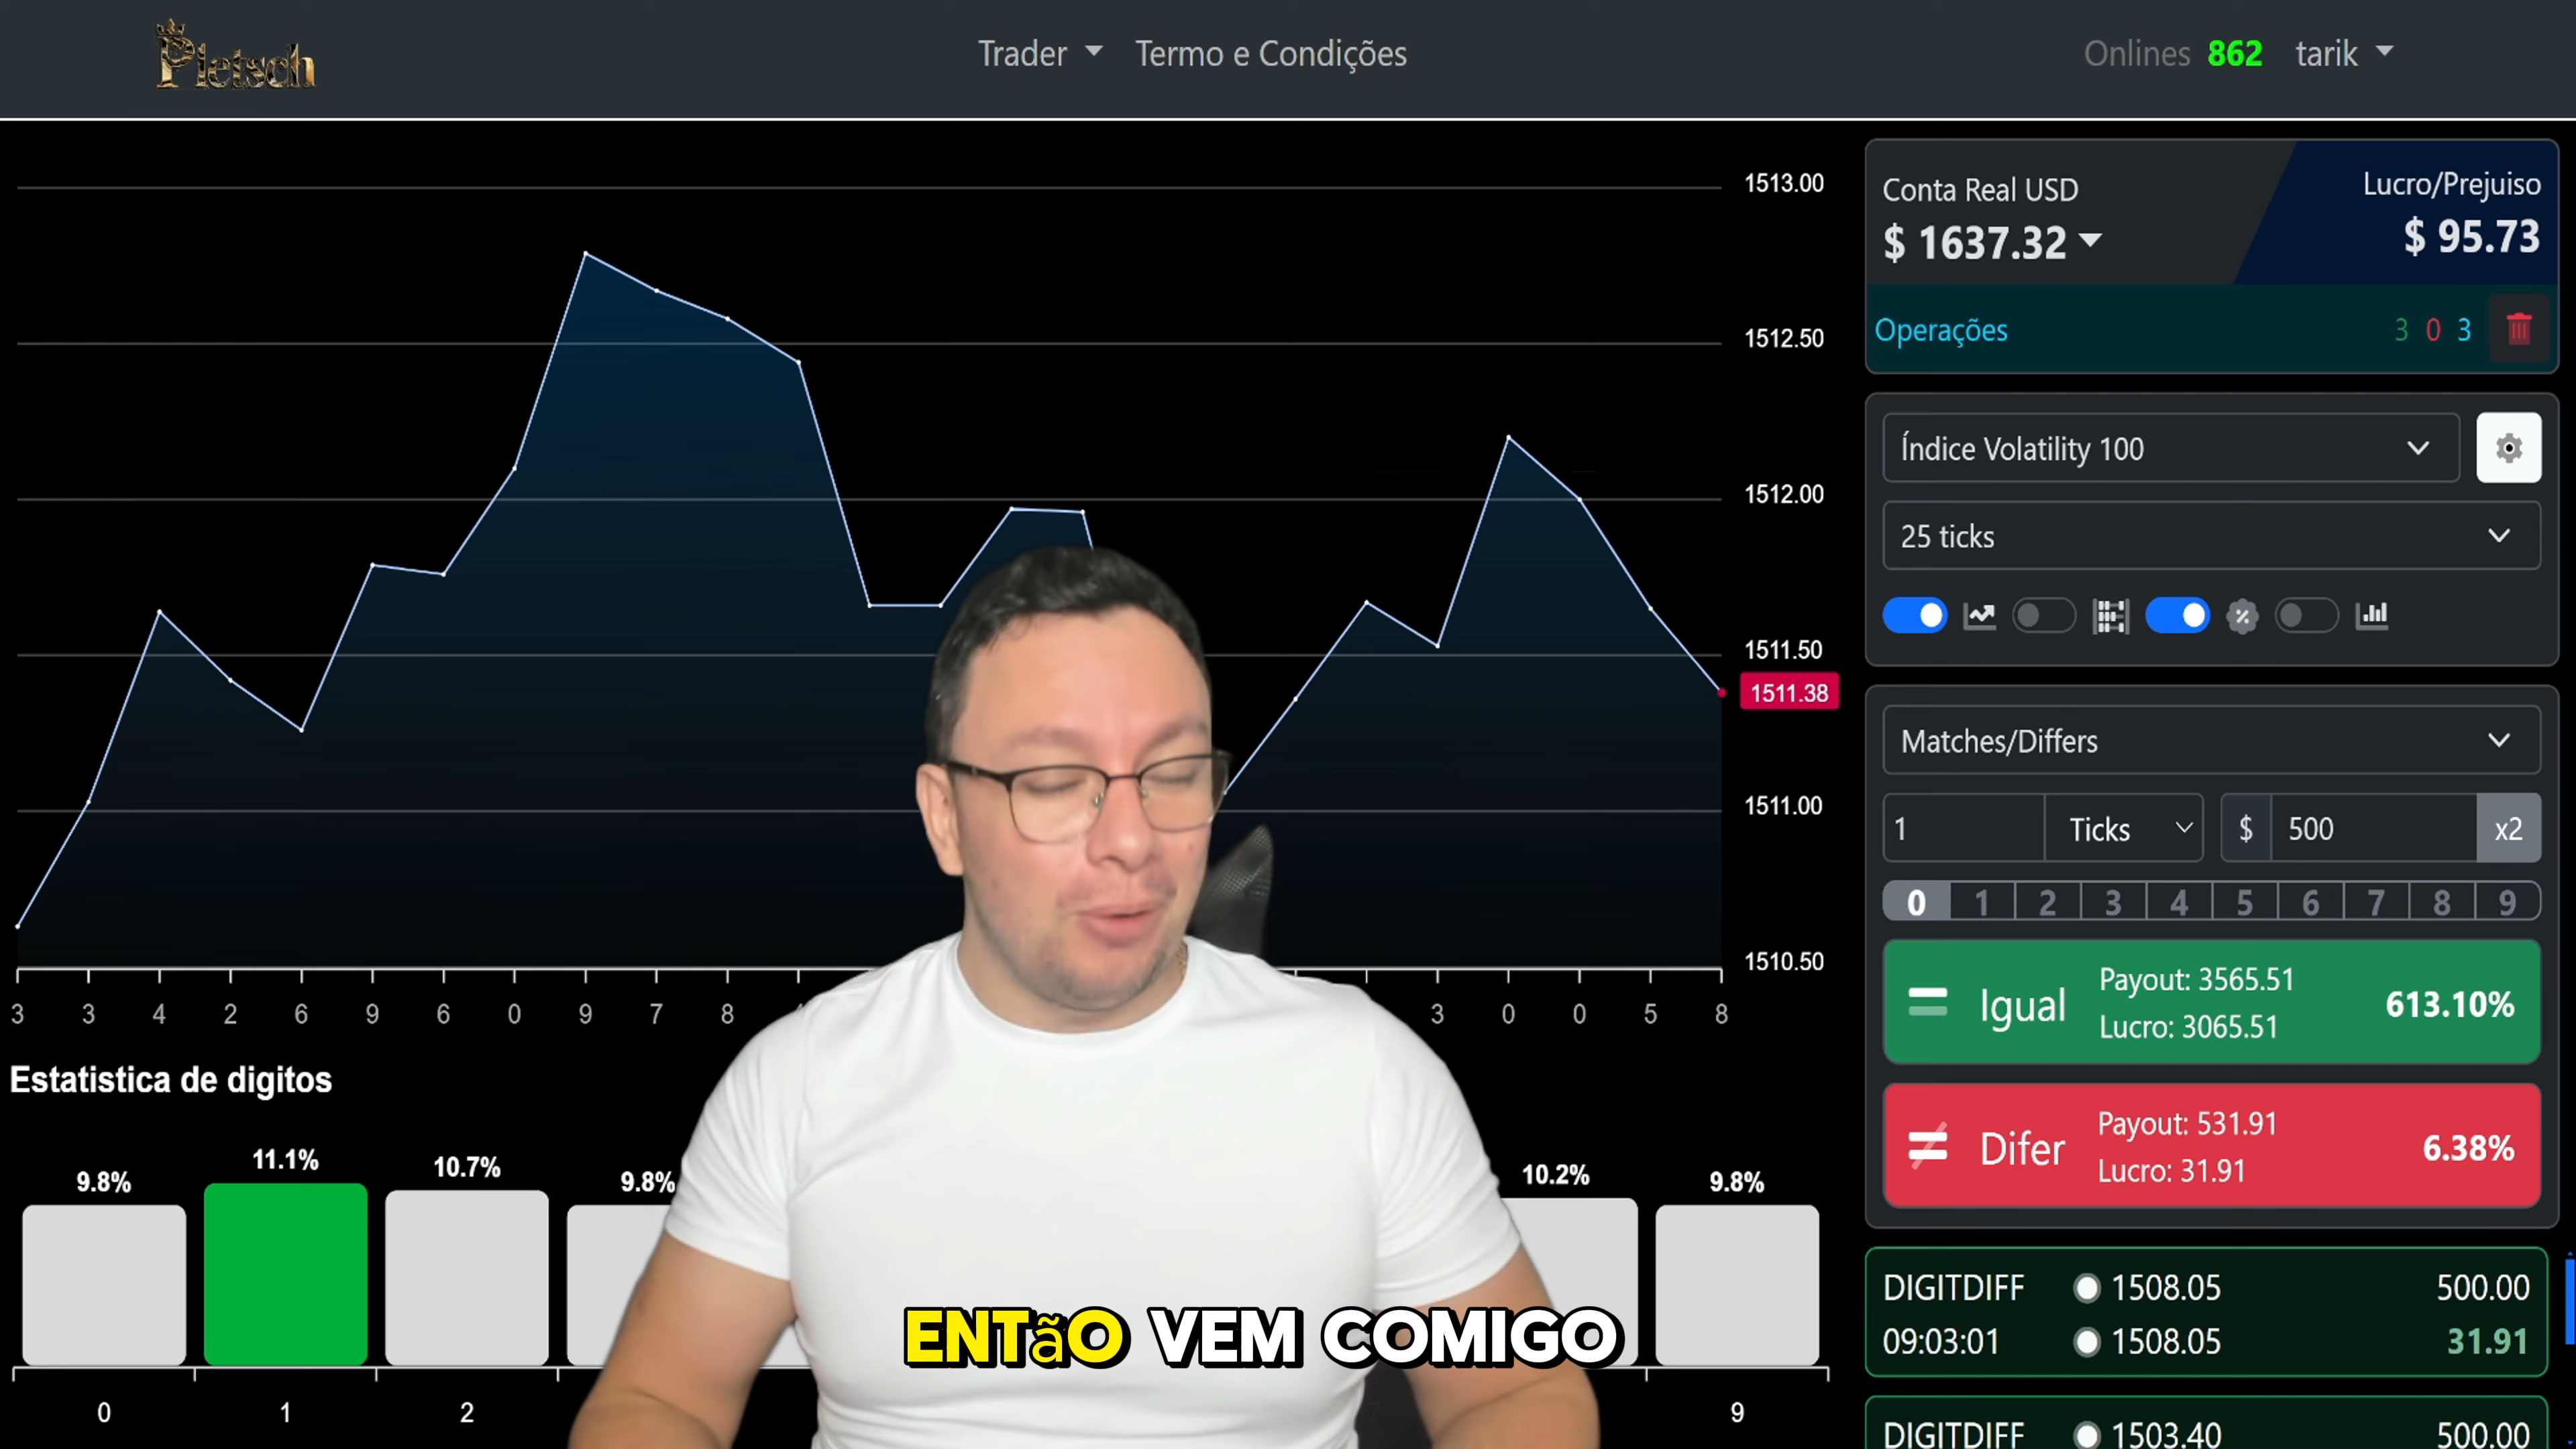 Pletsch
Trader
Termo e Condições
Onlines 862
tarik
1513.00
1512.50
1512.00
1511.50
1511.38
1511.00
1510.50
3 3 4 2 6 9 6 0 9 7 8
3 0 0 5 8
Estatistica de digitos
9.8% 11.1% 10.7% 9.8% 10.2% 9.8%
0 1 2 9
ENTãO VEM COMIGO
Conta Real USD
$ 1637.32
Lucro/Prejuiso
$ 95.73
Operações 3 0 3
Índice Volatility 100
25 ticks
Matches/Differs
1 Ticks $ 500 x2
0 1 2 3 4 5 6 7 8 9
Igual
Payout: 3565.51
Lucro: 3065.51
613.10%
Difer
Payout: 531.91
Lucro: 31.91
6.38%
DIGITDIFF 1508.05 500.00
09:03:01 1508.05 31.91
DIGITDIFF 1503.40 500.00